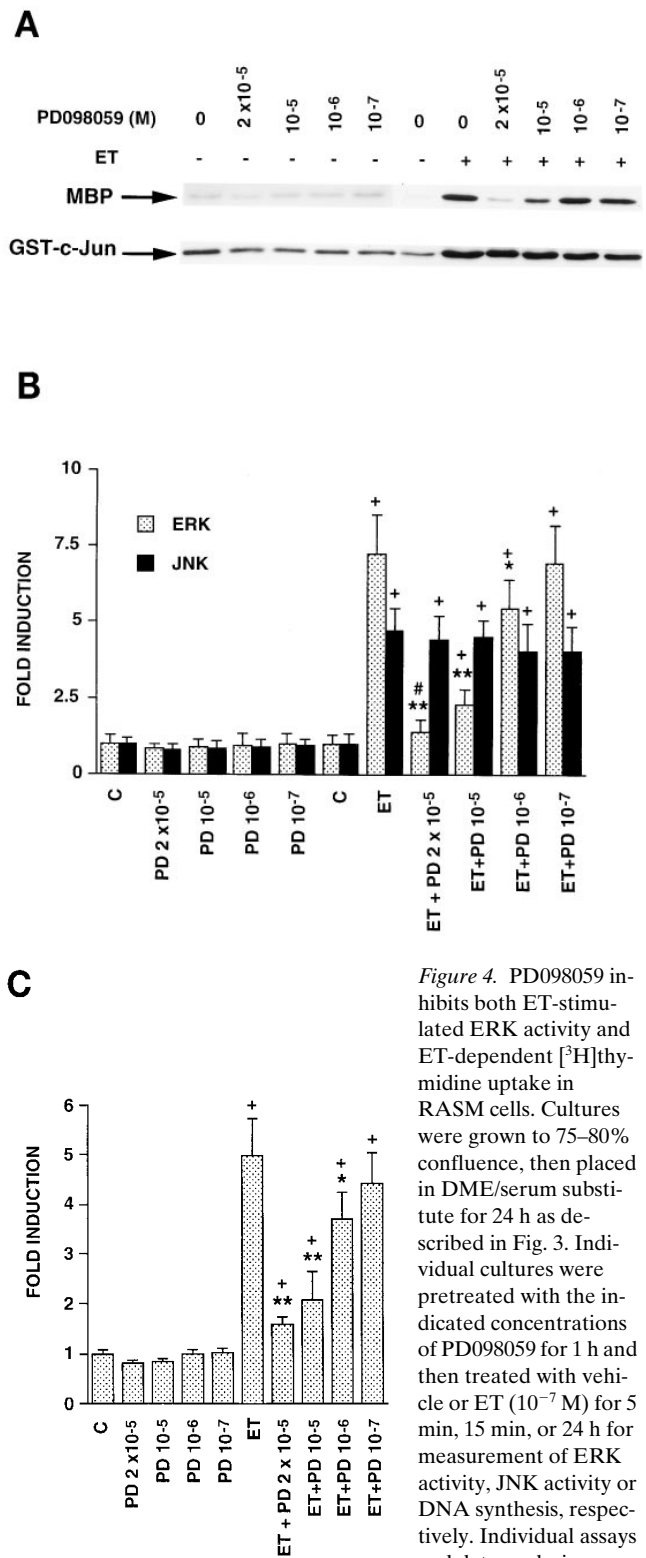 A
PD098059 (M) 0 2 x10-5 10-5 10-6 10-7 0 0 2 x10-5 10-5 10-6 10-7
ET - - - - - - + + + + +
MBP
GST-c-Jun
B
10
7.5
5
2.5
0
FOLD INDUCTION
ERK
JNK
+
+
+
#
**
+
+
**
+
*
+
+
+
C
PD 2 x10-5
PD 10-5
PD 10-6
PD 10-7
C
ET
ET + PD 2 x 10-5
ET+PD 10-5
ET+PD 10-6
ET+PD 10-7
C
6
5
4
3
2
1
0
FOLD INDUCTION
+
+
**
+
**
+
*
+
C
PD 2 x10-5
PD 10-5
PD 10-6
PD 10-7
ET
ET + PD 2 x 10-5
ET+PD 10-5
ET+PD 10-6
ET+PD 10-7
Figure 4. PD098059 in-
hibits both ET-stimu-
lated ERK activity and
ET-dependent [³H]thy-
midine uptake in
RASM cells. Cultures
were grown to 75–80%
confluence, then placed
in DME/serum substi-
tute for 24 h as de-
scribed in Fig. 3. Indi-
vidual cultures were
pretreated with the in-
dicated concentrations
of PD098059 for 1 h and
then treated with vehi-
cle or ET (10⁻⁷ M) for 5
min, 15 min, or 24 h for
measurement of ERK
activity, JNK activity or
DNA synthesis, respec-
tively. Individual assays